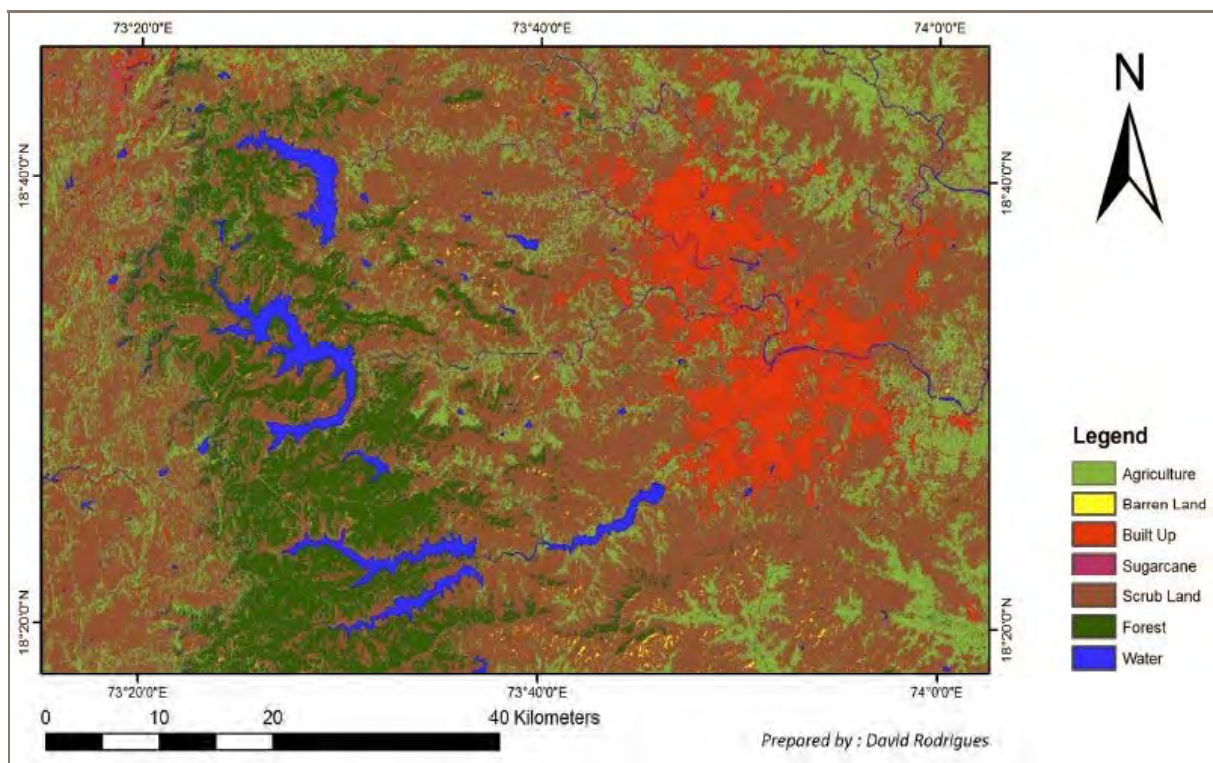 73°20'0"E 73°40'0"E 74°0'0"E
N
18°40'0"N 18°40'0"N
Legend
Agriculture
Barren Land
Built Up
Sugarcane
Scrub Land
Forest
Water
18°20'0"N 18°20'0"N
73°20'0"E 73°40'0"E 74°0'0"E
0 10 20 40 Kilometers
Prepared by : David Rodrigues